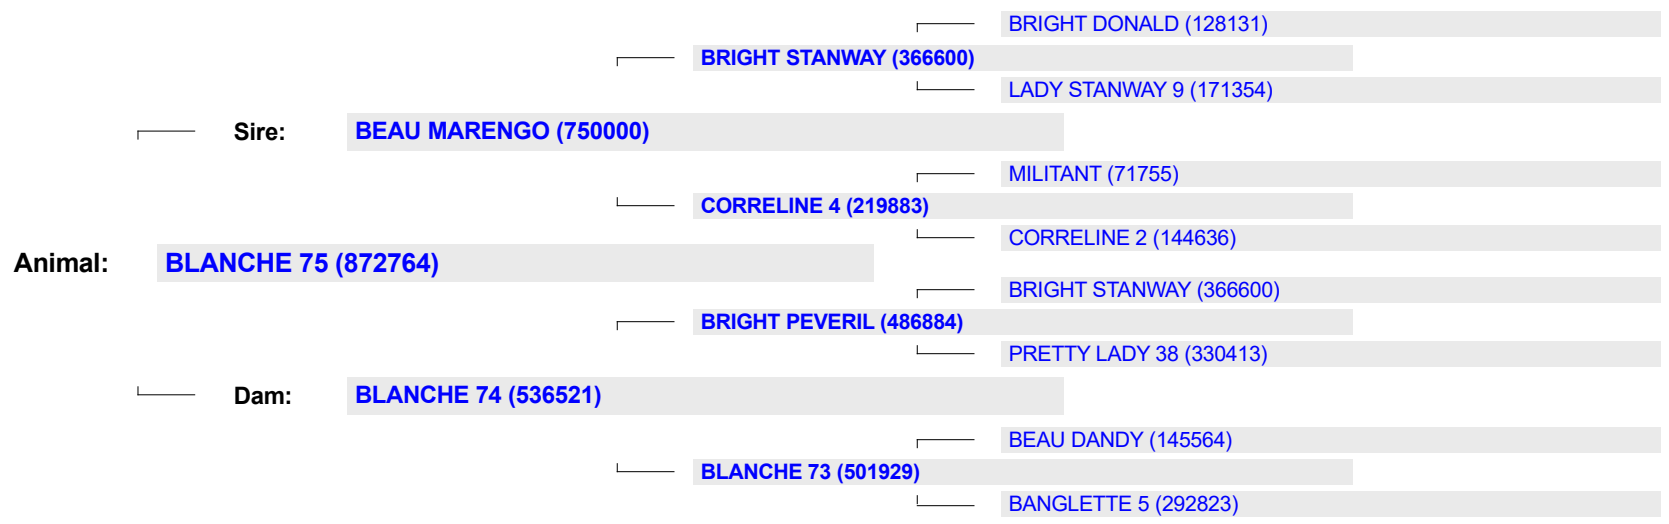 BRIGHT DONALD (128131)
BRIGHT STANWAY (366600)
LADY STANWAY 9 (171354)
Sire: BEAU MARENGO (750000)
MILITANT (71755)
CORRELINE 4 (219883)
CORRELINE 2 (144636)
Animal: BLANCHE 75 (872764)
BRIGHT STANWAY (366600)
BRIGHT PEVERIL (486884)
PRETTY LADY 38 (330413)
Dam: BLANCHE 74 (536521)
BEAU DANDY (145564)
BLANCHE 73 (501929)
BANGLETTE 5 (292823)